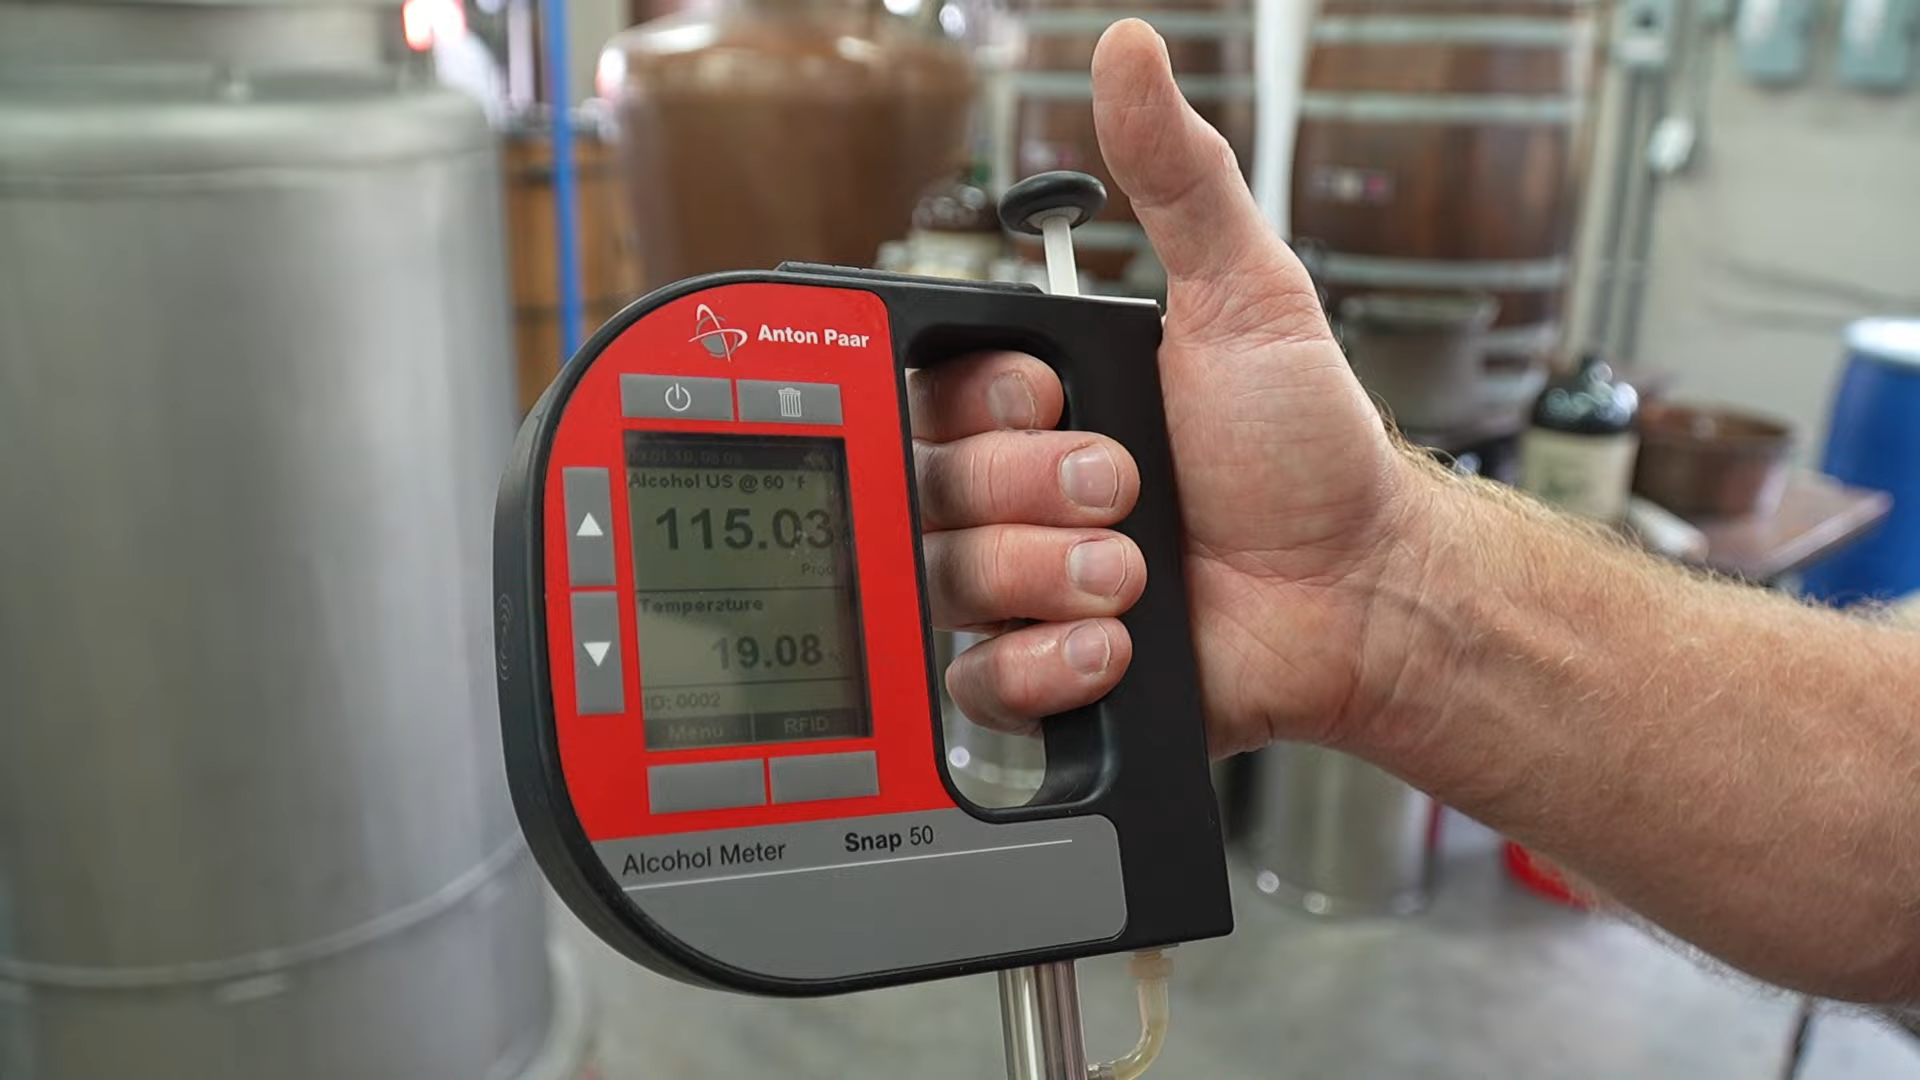 Anton Paar
Alcohol US @ 60 °F
115.03
Proof
Temperature
19.08
ID: 0002
Menu RFID
Alcohol Meter Snap 50